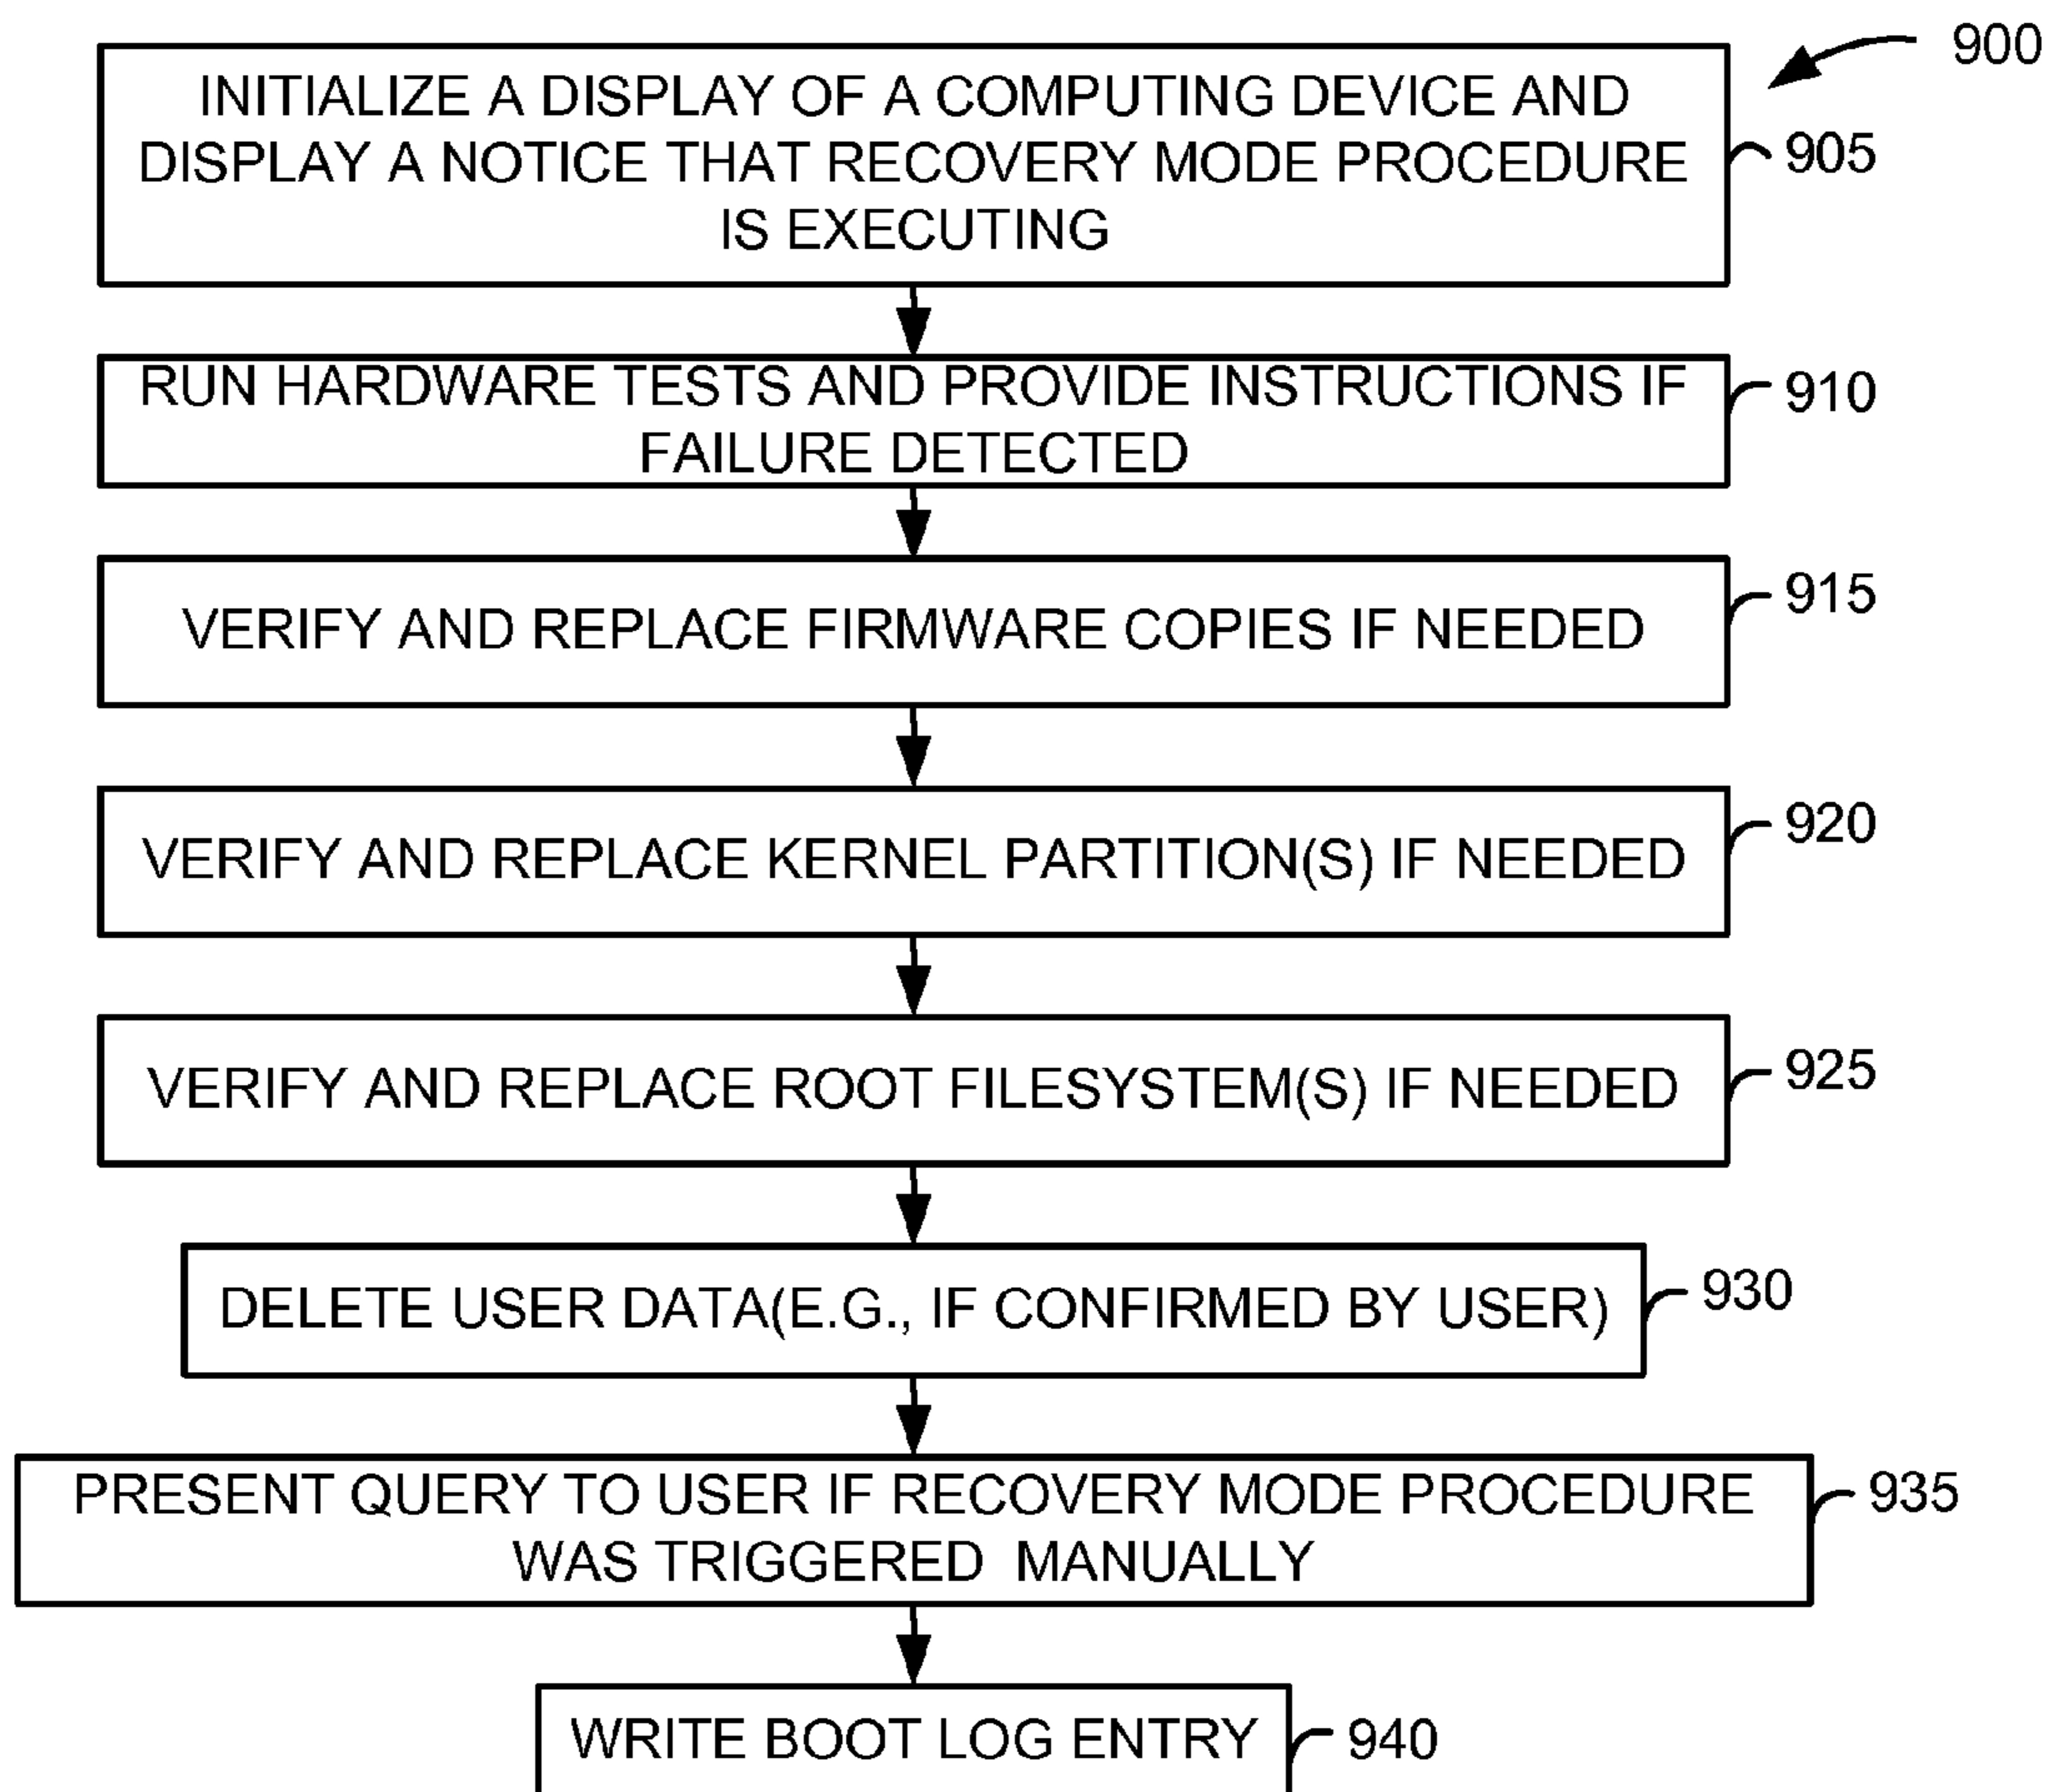 900
INITIALIZE A DISPLAY OF A COMPUTING DEVICE AND
DISPLAY A NOTICE THAT RECOVERY MODE PROCEDURE
IS EXECUTING
905
RUN HARDWARE TESTS AND PROVIDE INSTRUCTIONS IF
FAILURE DETECTED
910
VERIFY AND REPLACE FIRMWARE COPIES IF NEEDED
915
VERIFY AND REPLACE KERNEL PARTITION(S) IF NEEDED
920
VERIFY AND REPLACE ROOT FILESYSTEM(S) IF NEEDED
925
DELETE USER DATA(E.G., IF CONFIRMED BY USER)
930
PRESENT QUERY TO USER IF RECOVERY MODE PROCEDURE
WAS TRIGGERED MANUALLY
935
WRITE BOOT LOG ENTRY
940